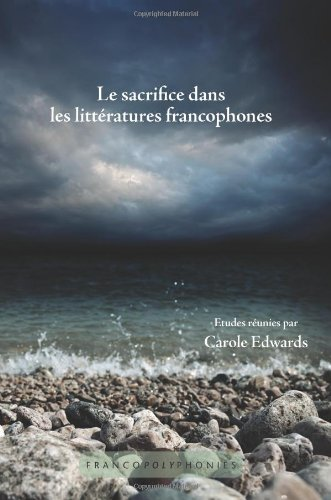 Le sacrifice dans
les littératures francophones
Etudes réunies par
Carole Edwards
FRANCOPOLYPHONIES